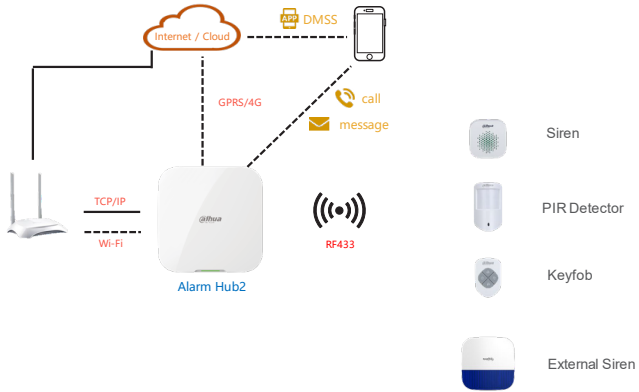 APP DMSS
Internet / Cloud
GPRS/4G
call
message
Siren
TCP/IP
Wi-Fi
alhua
RF433
PIR Detector
Alarm Hub2
Keyfob
External Siren